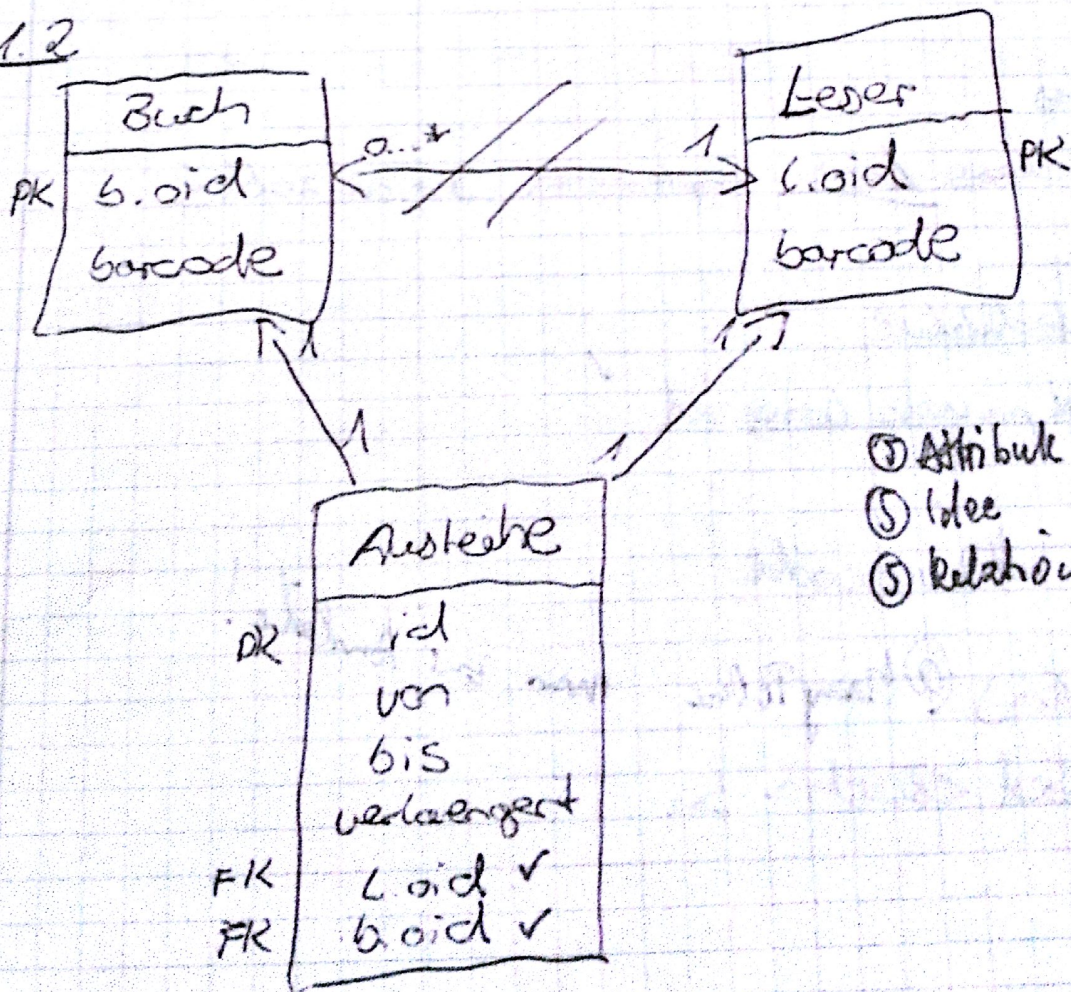 1.2
Buch
PK b.oid
barcode
0...* 1
Leser
l.oid PK
barcode
1 1
1 1
Ausleihe
PK id
von
bis
verlaengert
FK l.oid ✓
FK b.oid ✓
Attribute
⑤ Idee
⑤ Relation